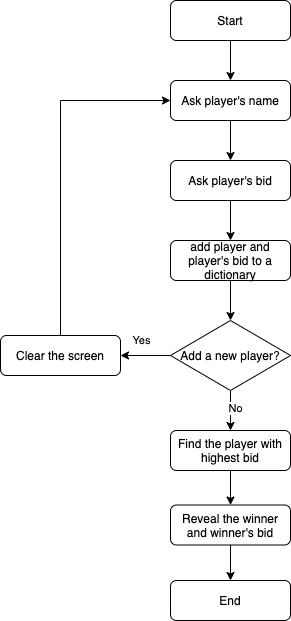 Start
Ask player's name
Ask player's bid
add player and
player's bid to a
dictionary
Add a new player?
Yes
Clear the screen
No
Find the player with
highest bid
Reveal the winner
and winner's bid
End